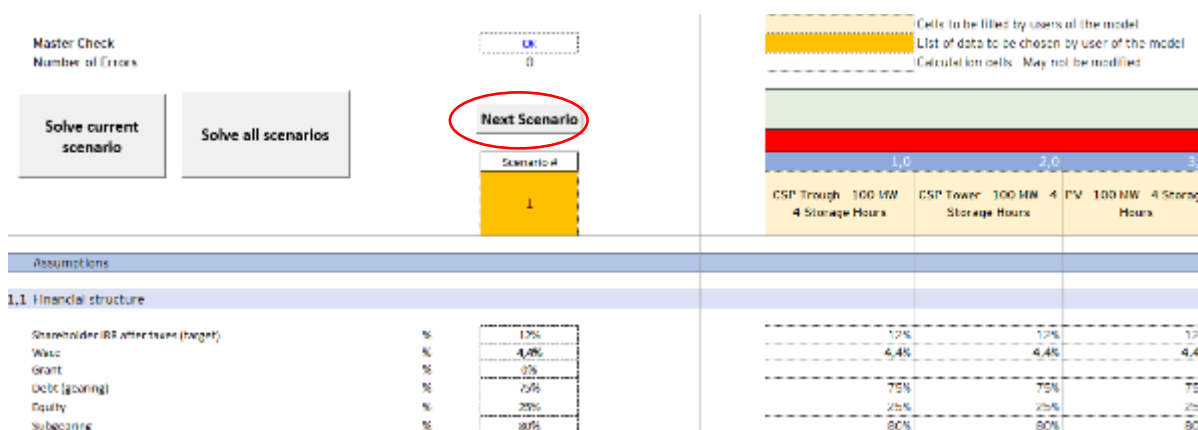 Cells to be filled by users of the model
Master Check OK List of data to be chosen by user of the model
Number of Errors 0 Calculation cells May not be modified
Solve current scenario
Solve all scenarios
Next Scenario
Scenario #
1
1,0 2,0
CSP Trough 100 MW 4 Storage Hours
CSP Tower 100 MW 4 Storage Hours
PV 100 MW 4 Storag Hours
Assumptions
1,1 Financial structure
Shareholder IRR after taxes (target) % 12% 12% 12%
Wacc % 4,4% 4,4% 4,4%
Grant % 0%
Debt (gearing) % 75% 75% 75%
Equity % 25% 25% 25%
Subgearing % 80% 80% 80%